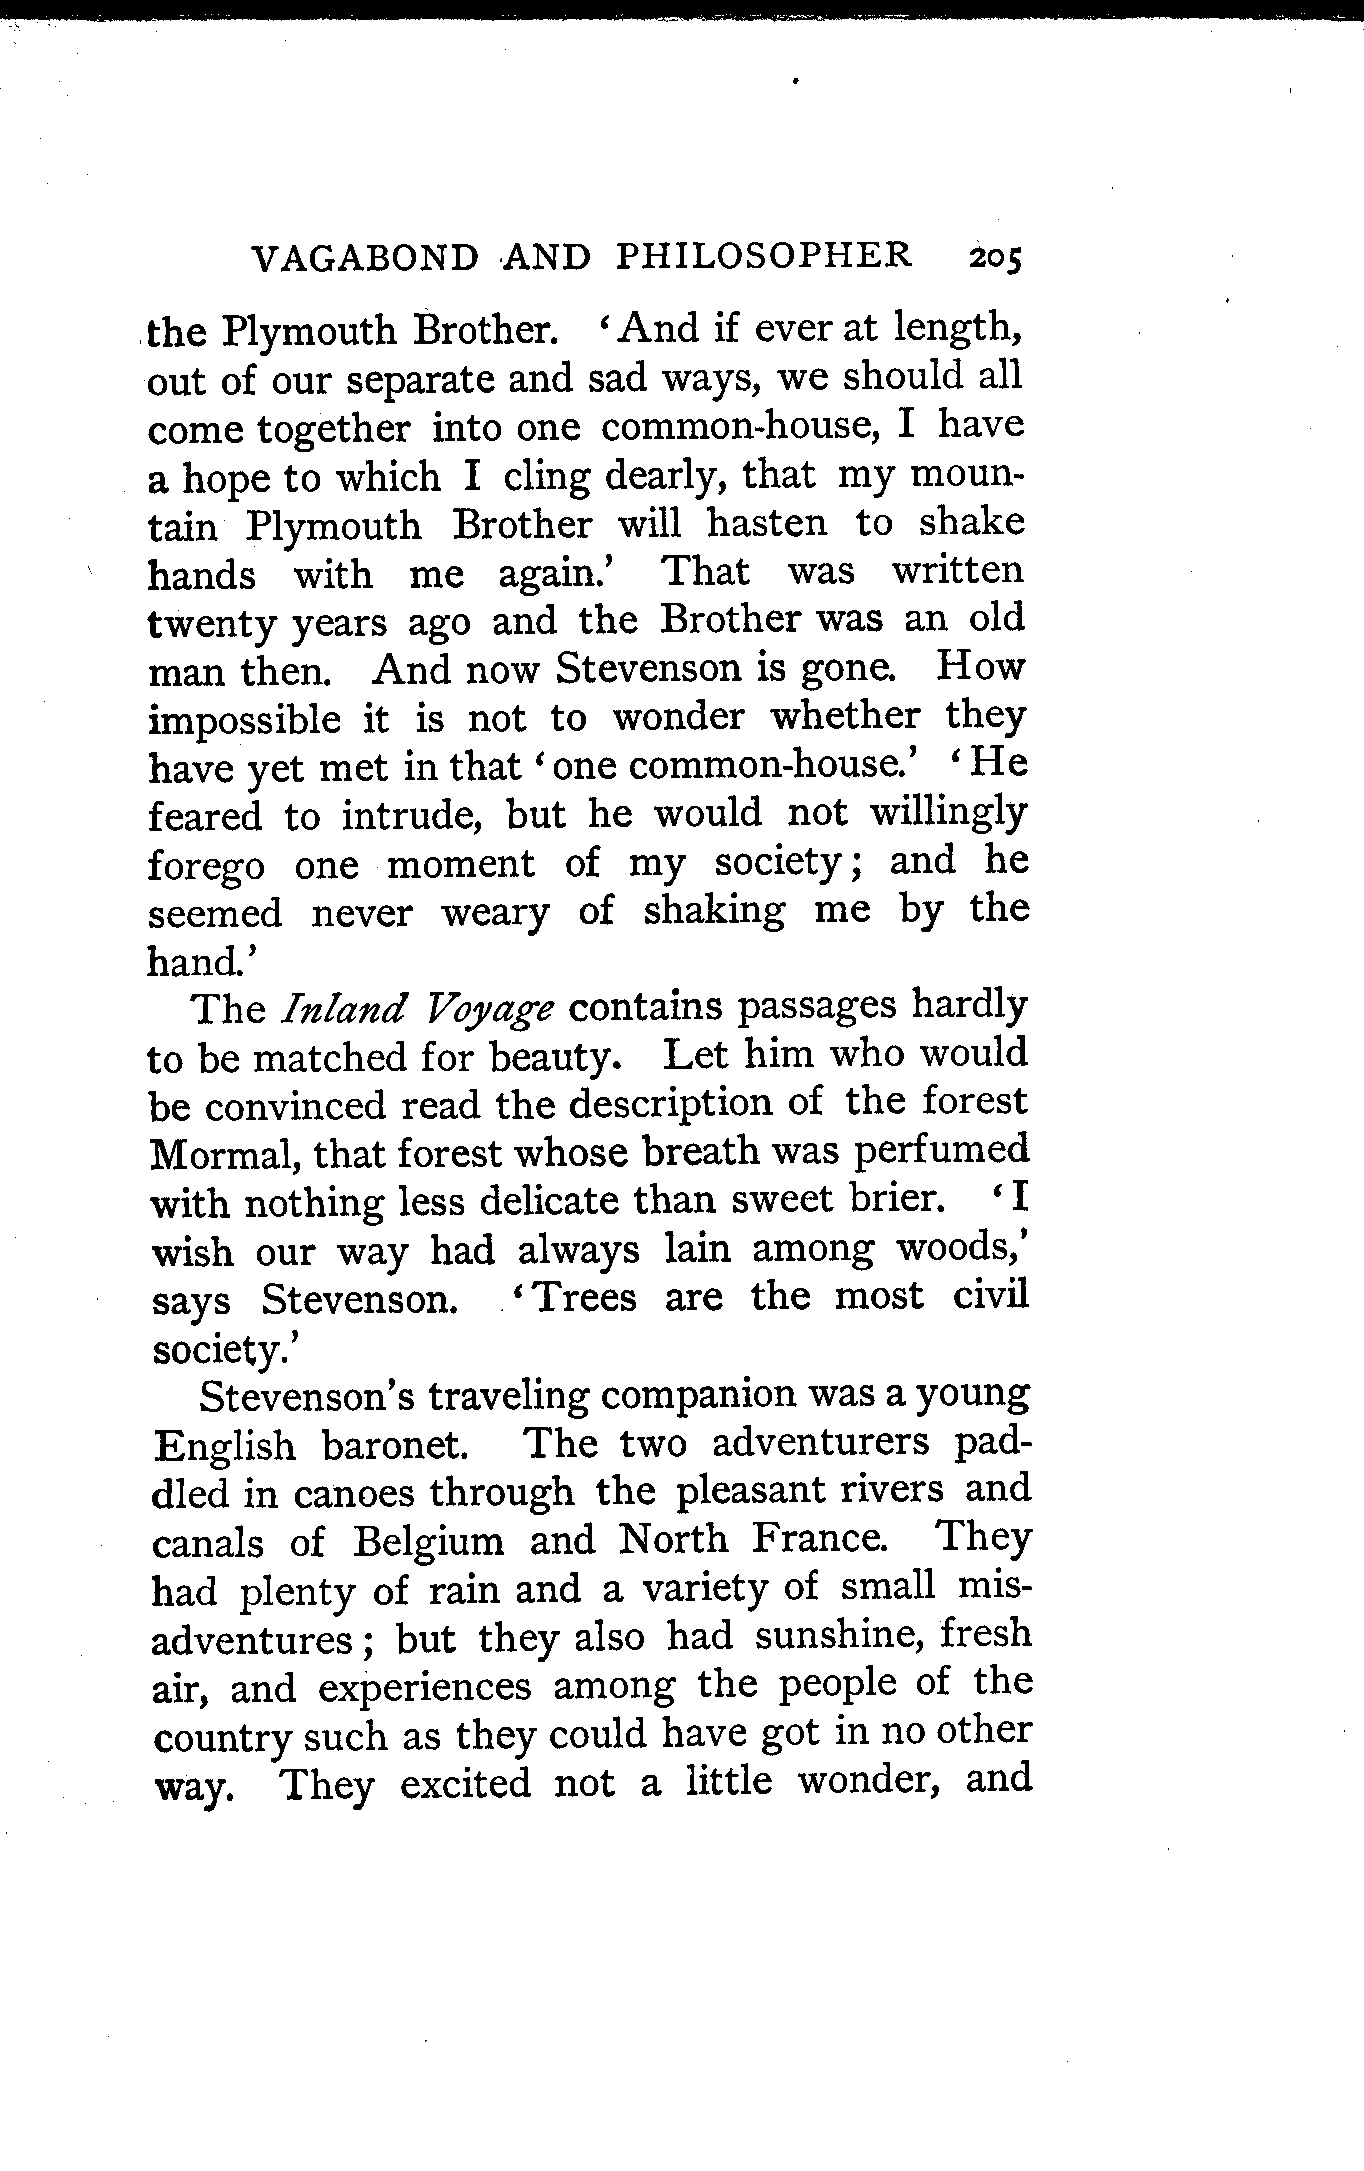 VAGABOND AND PHILOSOPHER 205
the Plymouth Brother. ‘And if ever at length,
out of our separate and sad ways, we should all
come together into one common-house, I have
a hope to which I cling dearly, that my moun-
tain Plymouth Brother will hasten to shake
hands with me again.’ That was written
twenty years ago and the Brother was an old
man then. And now Stevenson is gone. How
impossible it is not to wonder whether they
have yet met in that ‘one common-house.’ ‘He
feared to intrude, but he would not willingly
forego one moment of my society; and he
seemed never weary of shaking me by the
hand.’
The Inland Voyage contains passages hardly
to be matched for beauty. Let him who would
be convinced read the description of the forest
Mormal, that forest whose breath was perfumed
with nothing less delicate than sweet brier. ‘I
wish our way had always lain among woods,’
says Stevenson. ‘Trees are the most civil
society.’
Stevenson’s traveling companion was a young
English baronet. The two adventurers pad-
dled in canoes through the pleasant rivers and
canals of Belgium and North France. They
had plenty of rain and a variety of small mis-
adventures; but they also had sunshine, fresh
air, and experiences among the people of the
country such as they could have got in no other
way. They excited not a little wonder, and